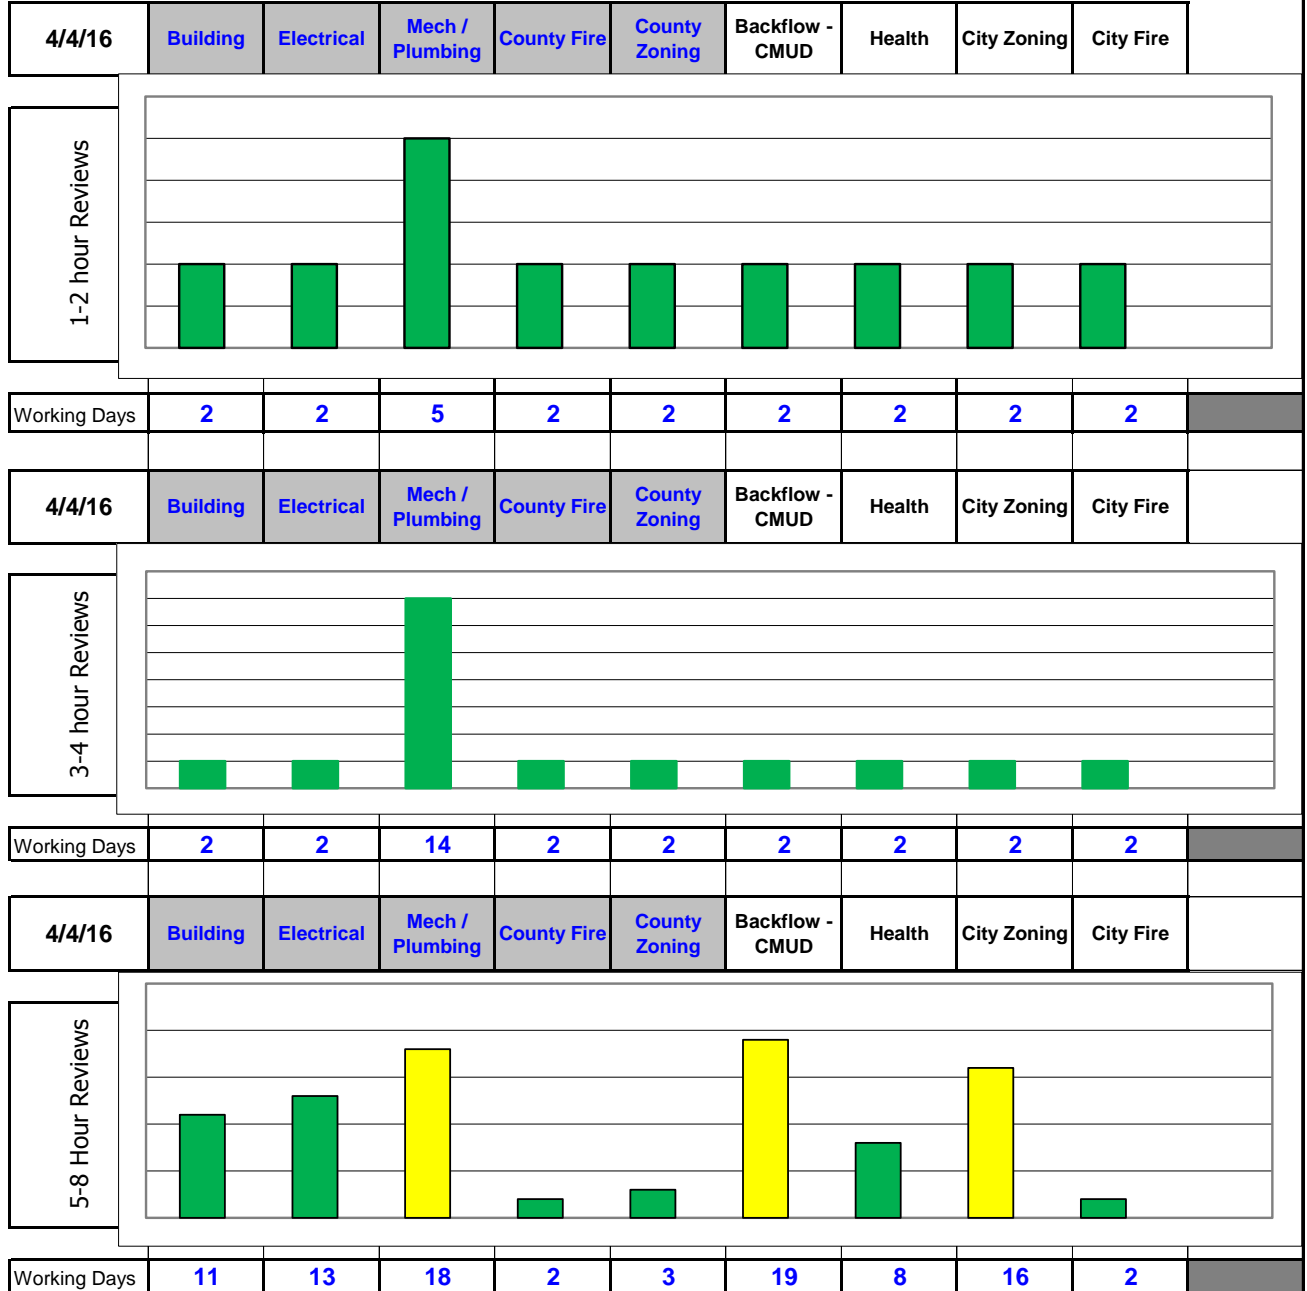 4/4/16 Building Electrical Mech / Plumbing County Fire County Zoning Backflow - CMUD Health City Zoning City Fire
1-2 hour Reviews
Working Days 2 2 5 2 2 2 2 2 2
4/4/16 Building Electrical Mech / Plumbing County Fire County Zoning Backflow - CMUD Health City Zoning City Fire
3-4 hour Reviews
Working Days 2 2 14 2 2 2 2 2 2
4/4/16 Building Electrical Mech / Plumbing County Fire County Zoning Backflow - CMUD Health City Zoning City Fire
5-8 Hour Reviews
Working Days 11 13 18 2 3 19 8 16 2